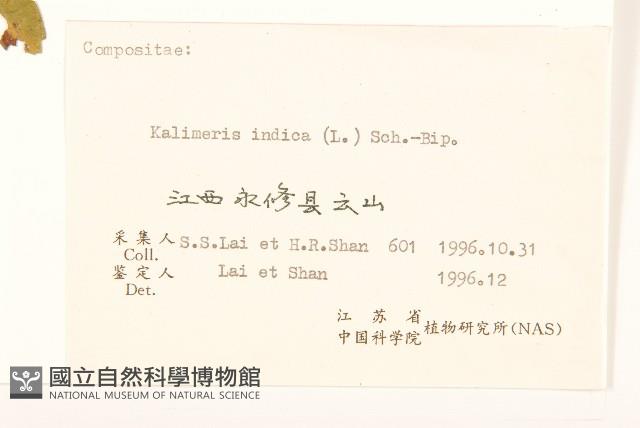 Compositae:
Kalimeris indica (L.) Sch.-Bip.
江西永修县云山
采集人 S.S.Lai et H.R.Shan 601 1996.10.31
Coll.
鉴定人 Lai et Shan 1996.12
Det.
江苏省
中国科学院 植物研究所(NAS)
國立自然科學博物館
NATIONAL MUSEUM OF NATURAL SCIENCE